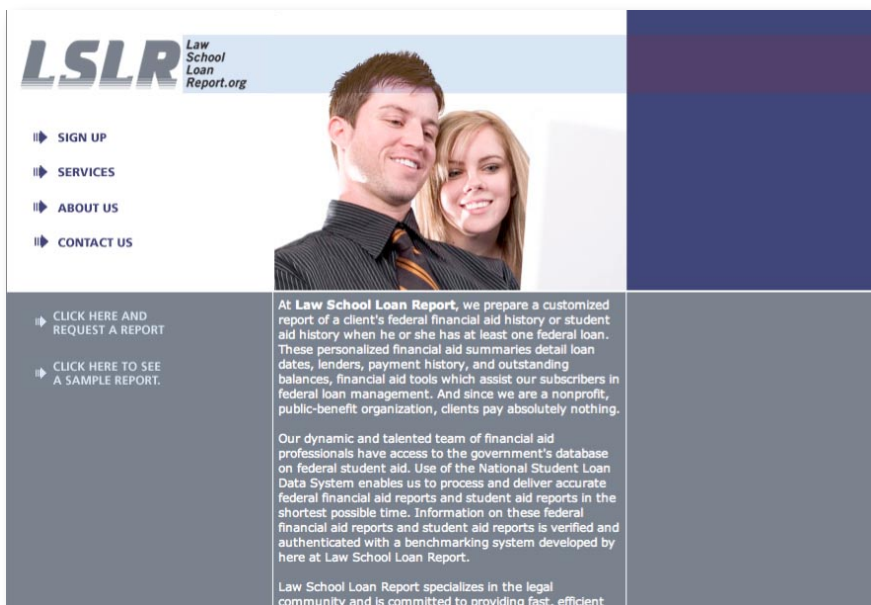 LSLR
Law
School
Loan
Report.org
SIGN UP
SERVICES
ABOUT US
CONTACT US
CLICK HERE AND
REQUEST A REPORT
CLICK HERE TO SEE
A SAMPLE REPORT.
At Law School Loan Report, we prepare a customized
report of a client's federal financial aid history or student
aid history when he or she has at least one federal loan.
These personalized financial aid summaries detail loan
dates, lenders, payment history, and outstanding
balances, financial aid tools which assist our subscribers in
federal loan management. And since we are a nonprofit,
public-benefit organization, clients pay absolutely nothing.
Our dynamic and talented team of financial aid
professionals have access to the government's database
on federal student aid. Use of the National Student Loan
Data System enables us to process and deliver accurate
federal financial aid reports and student aid reports in the
shortest possible time. Information on these federal
financial aid reports and student aid reports is verified and
authenticated with a benchmarking system developed by
here at Law School Loan Report.
Law School Loan Report specializes in the legal
community and is committed to providing fast, efficient